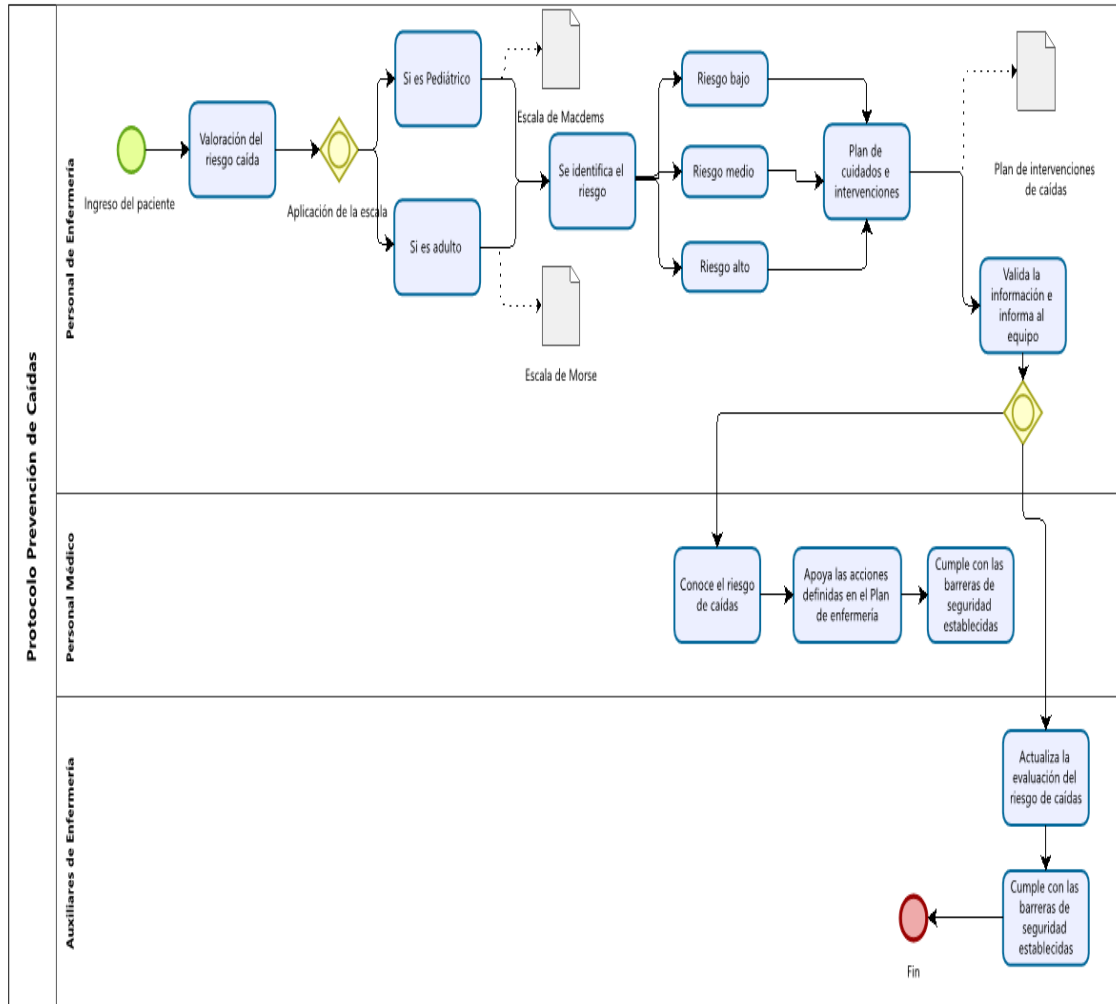 Protocolo Prevención de Caídas
Personal de Enfermería
Ingreso del paciente
Valoración del
riesgo caída
Aplicación de la escala
Si es Pediátrico
Escala de Macdems
Si es adulto
Escala de Morse
Se identifica el
riesgo
Riesgo bajo
Riesgo medio
Riesgo alto
Plan de
cuidados e
intervenciones
Plan de intervenciones
de caídas
Valida la
información e
informa al
equipo
Personal Médico
Conoce el riesgo
de caídas
Apoya las acciones
definidas en el Plan
de enfermería
Cumple con las
barreras de
seguridad
establecidas
Auxiliares de Enfermería
Actualiza la
evaluación del
riesgo de caídas
Cumple con las
barreras de
seguridad
establecidas
Fin